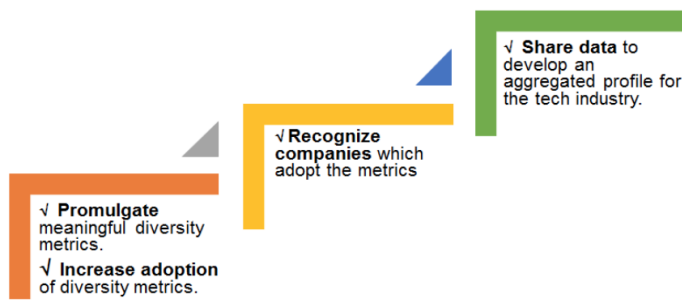 √ Promulgate
meaningful diversity
metrics.
√ Increase adoption
of diversity metrics.
√Recognize
companies which
adopt the metrics
√ Share data to
develop an
aggregated profile for
the tech industry.